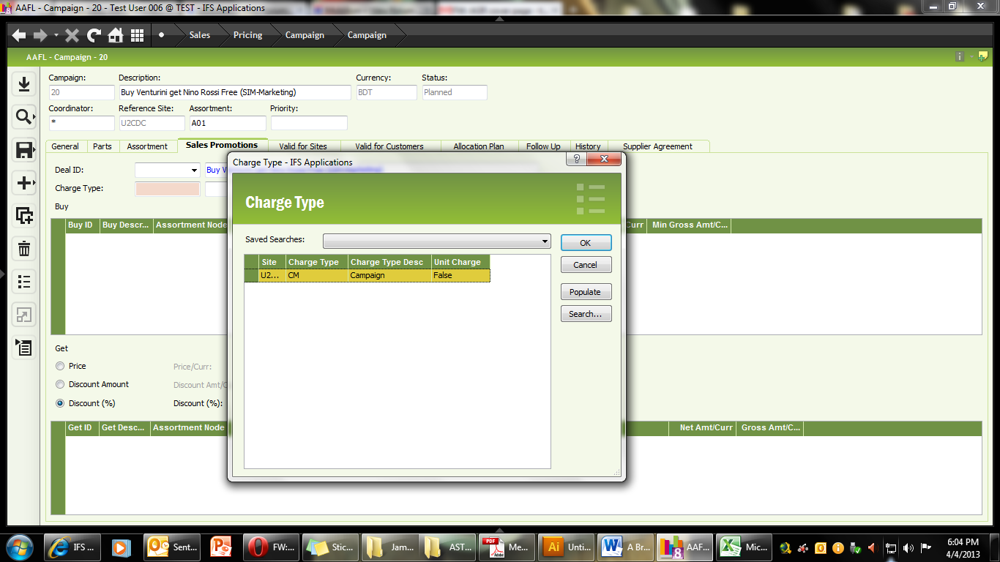 AAFL - Campaign - 20 - Test User 006 @ TEST - IFS Applications
Sales Pricing Campaign Campaign
AAFL - Campaign - 20
Campaign: Description: Currency: Status:
20 Buy Venturini get Nino Rossi Free (SIM-Marketing) BDT Planned
Coordinator: Reference Site: Assortment: Priority:
* U2CDC A01
General Parts Assortment Sales Promotions Valid for Sites Valid for Customers Allocation Plan Follow Up History Supplier Agreement
Charge Type - IFS Applications
Deal ID: Buy V
Charge Type:
Charge Type
Buy
Buy ID Buy Descr... Assortment Node Curr Min Gross Amt/C...
Saved Searches:
OK
Site Charge Type Charge Type Desc Unit Charge
U2... CM Campaign False
Cancel
Populate
Search...
Get
Price Price/Curr:
Discount Amount Discount Amt/C
Discount (%) Discount (%):
Get ID Get Desc... Assortment Node Net Amt/Curr Gross Amt/C...
IFS ... Sent... FW:... Stic... Jam... AST... Me... Unti... A Br... AAF... Mic...
6:04 PM
4/4/2013